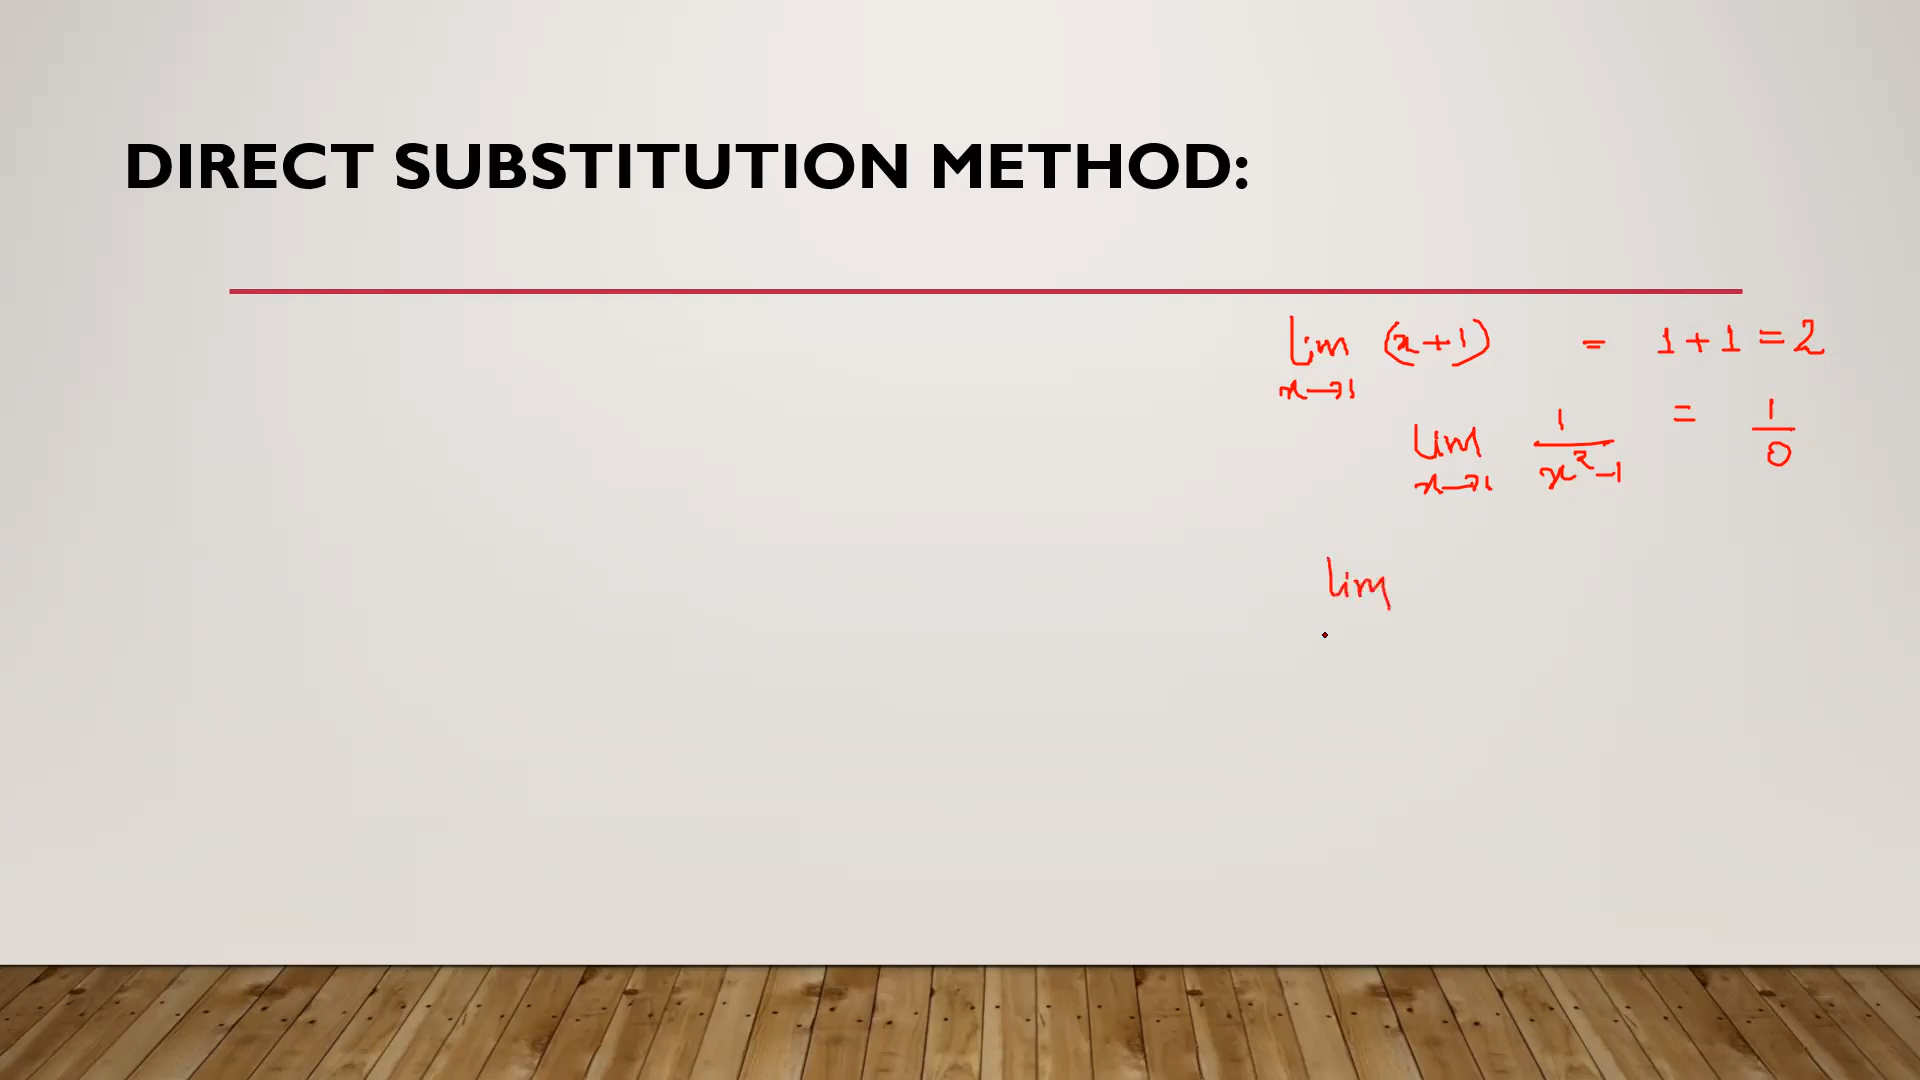 DIRECT SUBSTITUTION METHOD:
lim (x+1) = 1+1=2
x→1
lim 1/(x²-1) = 1/0
x→1
lim